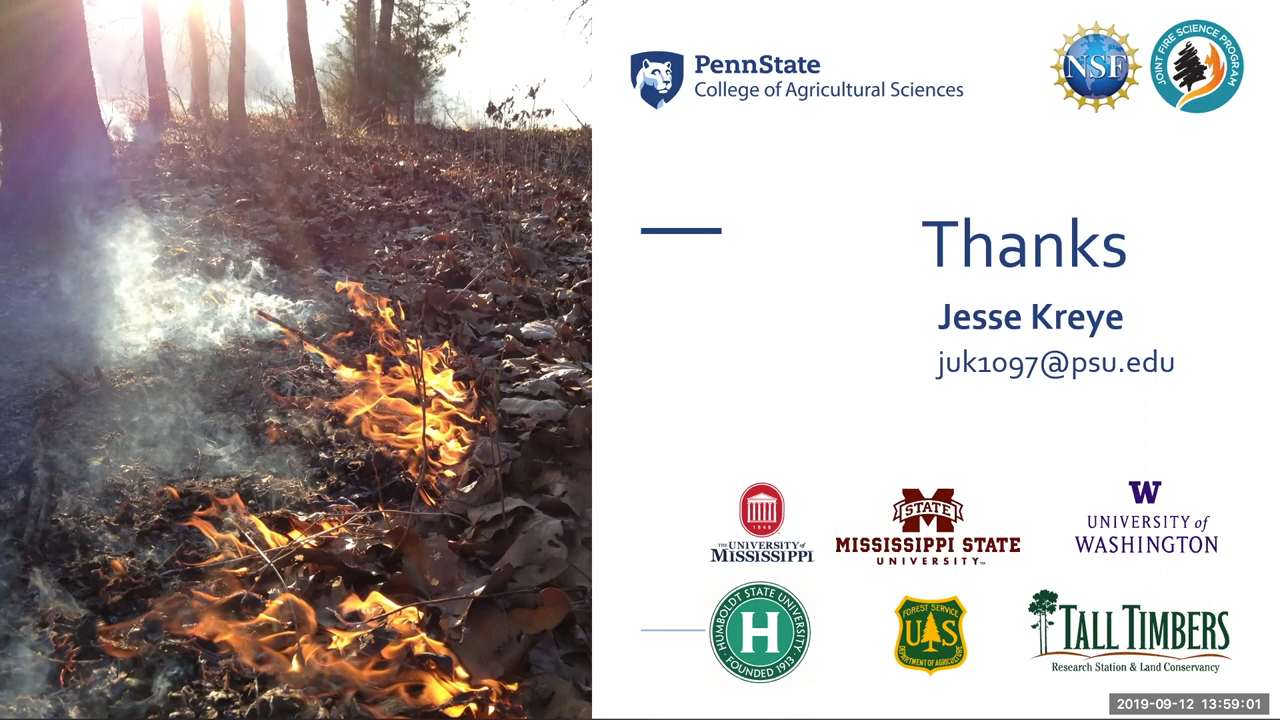 PennState
College of Agricultural Sciences
NSF
JOINT FIRE SCIENCE PROGRAM
Thanks
Jesse Kreye
juk1097@psu.edu
1848
THE UNIVERSITY of
MISSISSIPPI
STATE
MISSISSIPPI STATE
UNIVERSITY™
W
UNIVERSITY of
WASHINGTON
HUMBOLDT STATE UNIVERSITY
H
FOUNDED 1913
FOREST SERVICE
UAS
DEPARTMENT OF AGRICULTURE
TALL TIMBERS
Research Station & Land Conservancy
2019-09-12 13:59:01